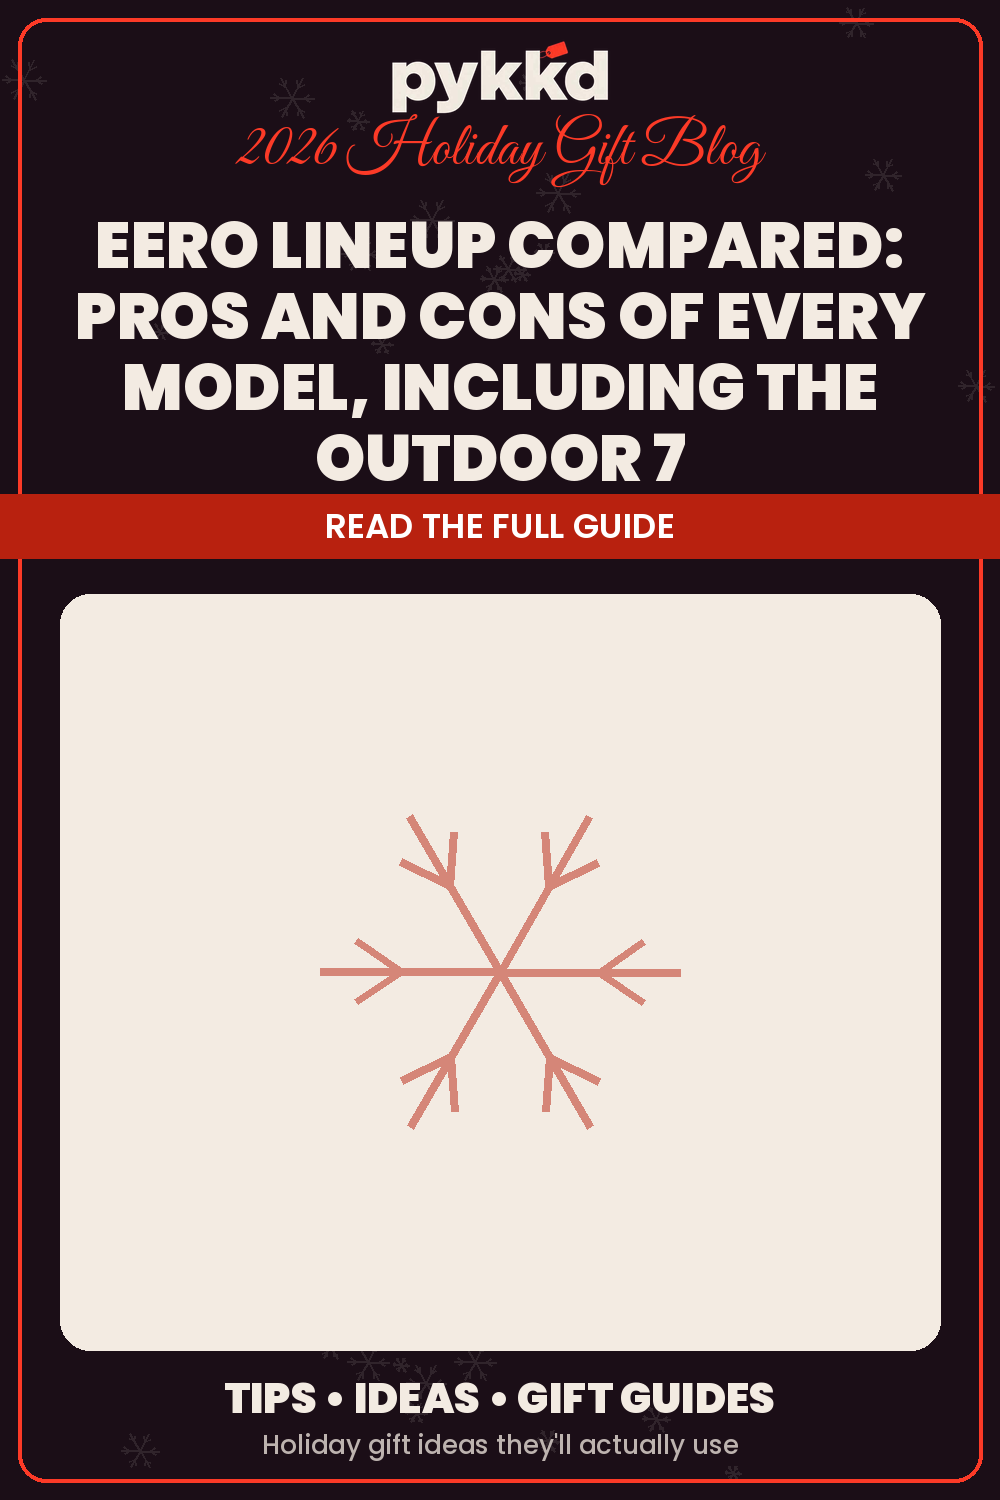 pykkd
2026 Holiday Gift Blog
EERO LINEUP COMPARED:
PROS AND CONS OF EVERY
MODEL, INCLUDING THE
OUTDOOR 7
READ THE FULL GUIDE
TIPS • IDEAS • GIFT GUIDES
Holiday gift ideas they'll actually use